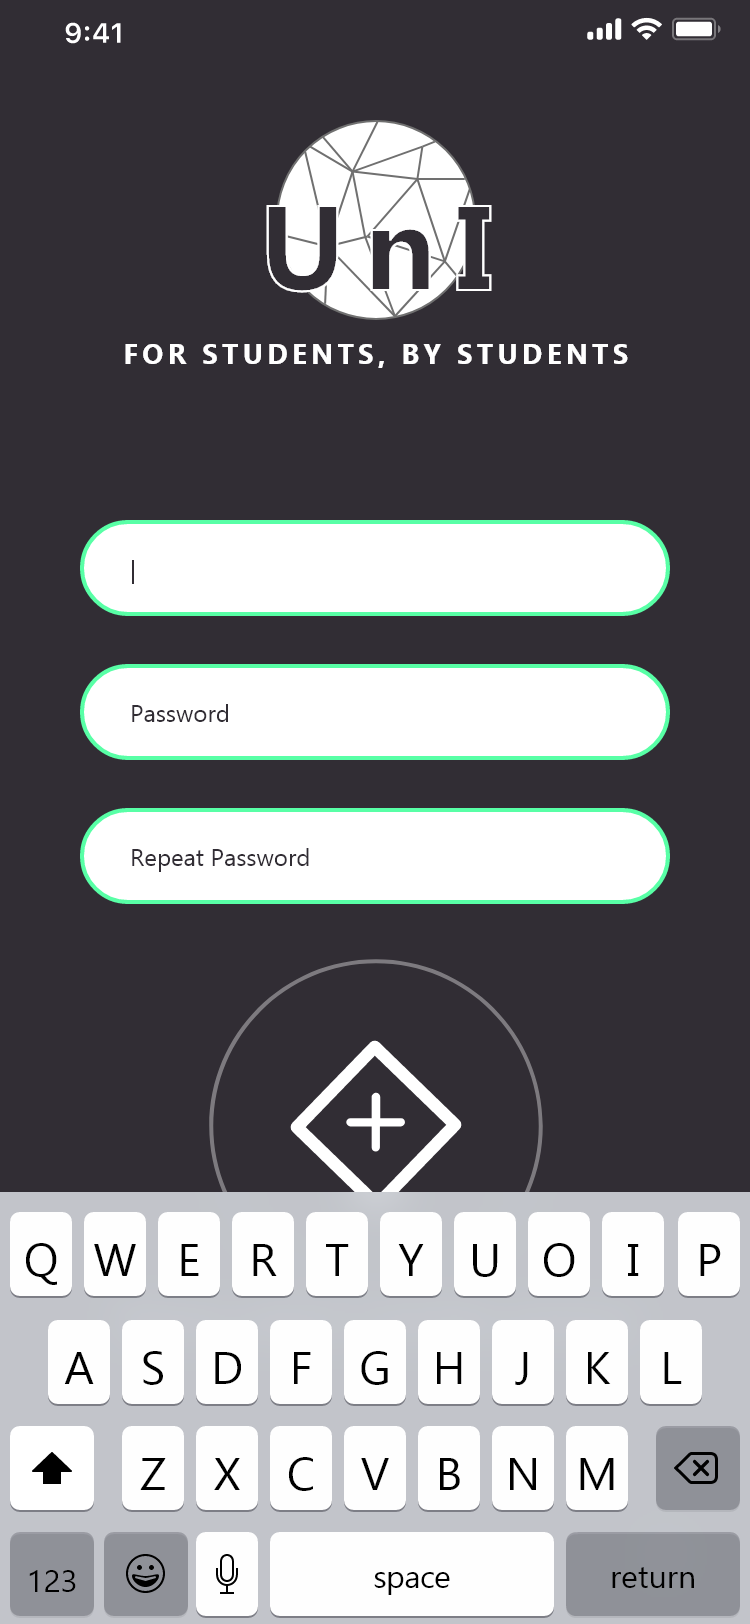 9:41
UnI
FOR STUDENTS, BY STUDENTS
Password
Repeat Password
Q W E R T Y U O I P
A S D F G H J K L
Z X C V B N M
123 space return